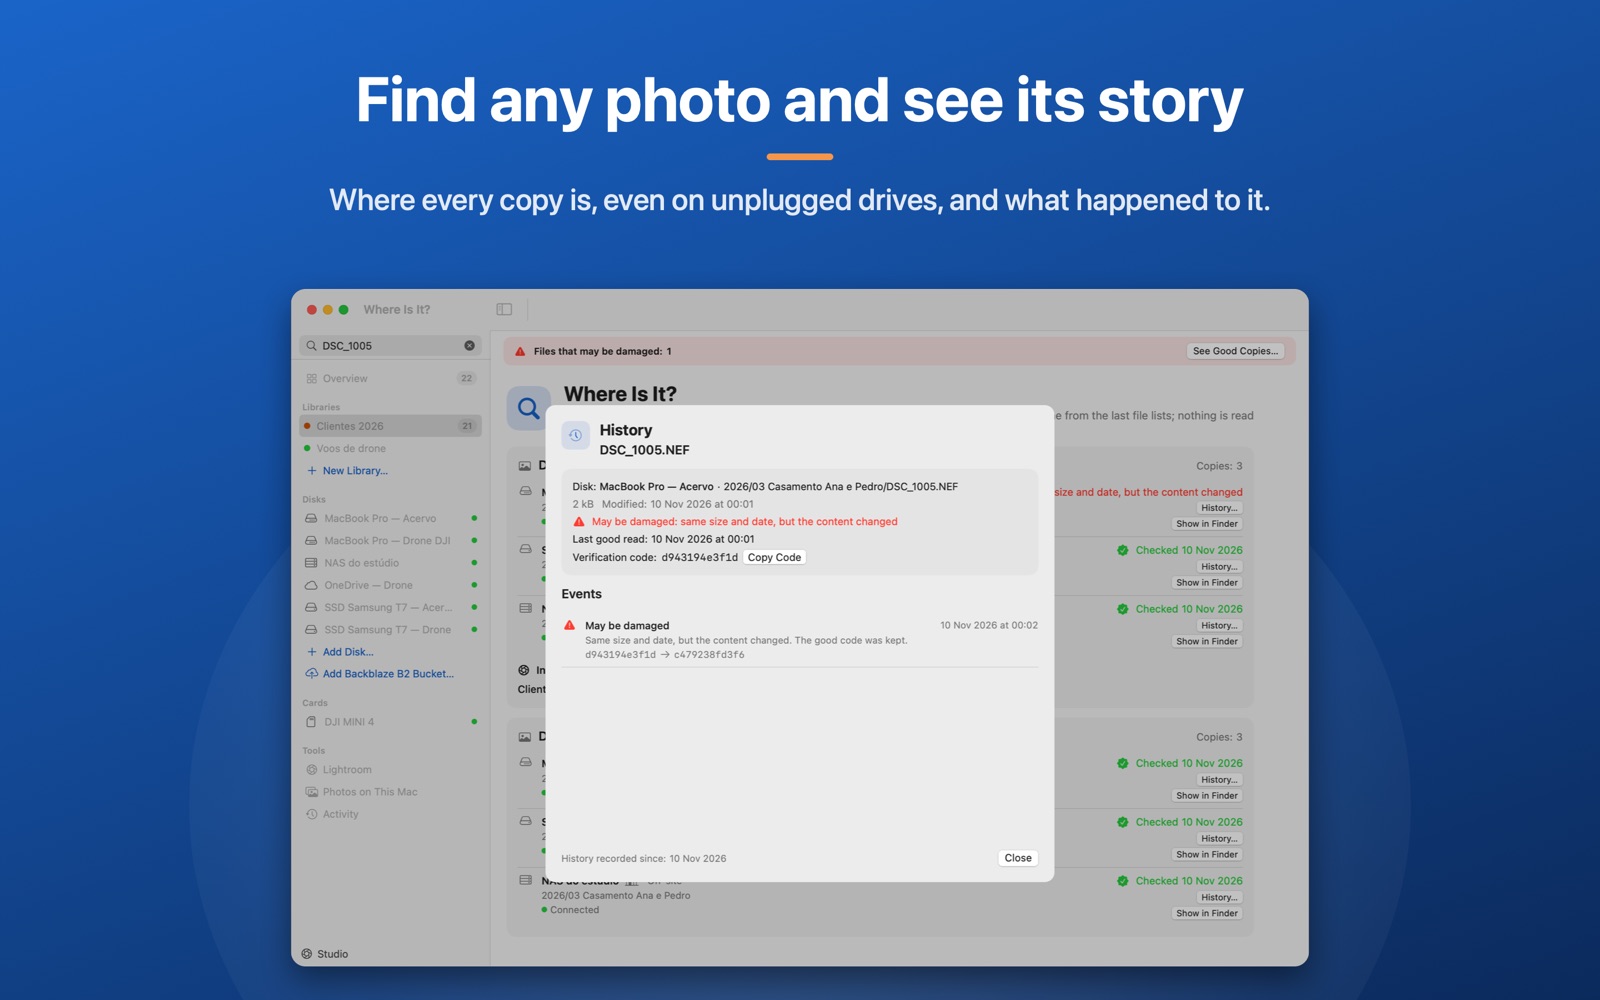 Find any photo and see its story
Where every copy is, even on unplugged drives, and what happened to it.
Where Is It?
DSC_1005
Overview 22
Libraries
Clientes 2026 21
Voos de drone
New Library...
Disks
MacBook Pro — Acervo
MacBook Pro — Drone DJI
NAS do estúdio
OneDrive — Drone
SSD Samsung T7 — Acer...
SSD Samsung T7 — Drone
Add Disk...
Add Backblaze B2 Bucket...
Cards
DJI MINI 4
Tools
Lightroom
Photos on This Mac
Activity
Studio
Files that may be damaged: 1
See Good Copies...
Where Is It?
from the last file lists; nothing is read
Copies: 3
size and date, but the content changed
History...
Show in Finder
Checked 10 Nov 2026
History...
Show in Finder
Checked 10 Nov 2026
History...
Show in Finder
Copies: 3
Checked 10 Nov 2026
History...
Show in Finder
Checked 10 Nov 2026
History...
Show in Finder
Checked 10 Nov 2026
History...
Show in Finder
2026/03 Casamento Ana e Pedro
Connected
History
DSC_1005.NEF
Disk: MacBook Pro — Acervo · 2026/03 Casamento Ana e Pedro/DSC_1005.NEF
2 kB Modified: 10 Nov 2026 at 00:01
May be damaged: same size and date, but the content changed
Last good read: 10 Nov 2026 at 00:01
Verification code: d943194e3f1d Copy Code
Events
May be damaged 10 Nov 2026 at 00:02
Same size and date, but the content changed. The good code was kept.
d943194e3f1d → c479238fd3f6
History recorded since: 10 Nov 2026
Close